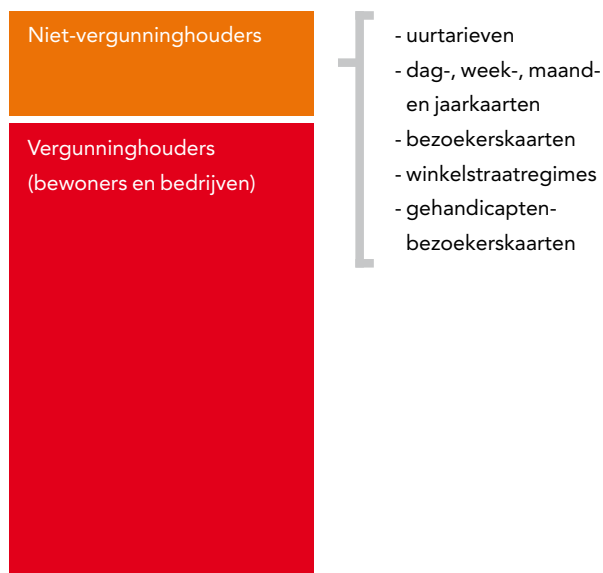 Niet-vergunninghouders
Vergunninghouders
(bewoners en bedrijven)
- uurtarieven
- dag-, week-, maand-
en jaarkaarten
- bezoekerskaarten
- winkelstraatregimes
- gehandicapten-
bezoekerskaarten